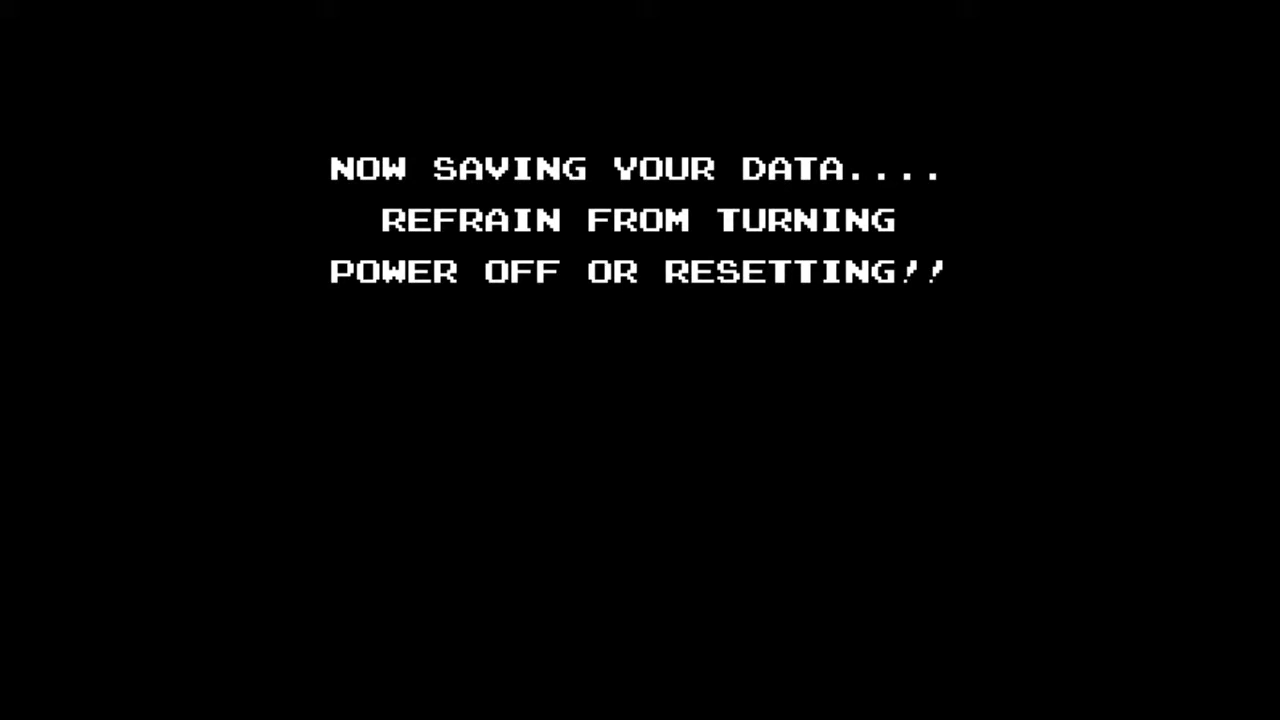 NOW SAVING YOUR DATA....
REFRAIN FROM TURNING
POWER OFF OR RESETTING!!